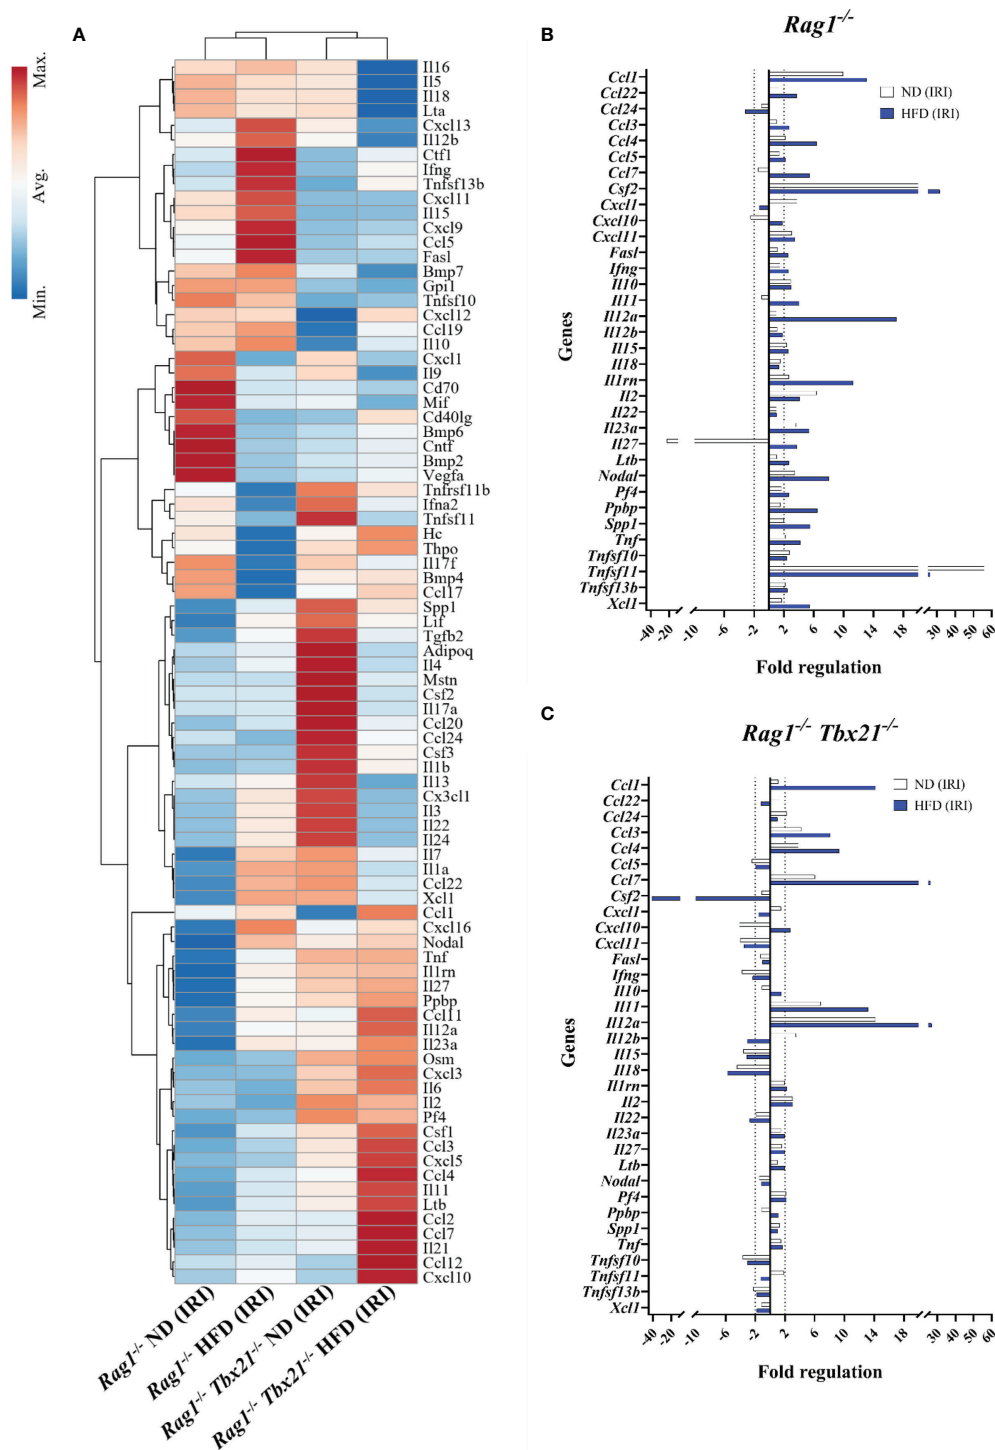 A
Max.
Avg.
Min.
Il16
Il5
Il18
Lta
Cxcl13
Il12b
Ctf1
Ifng
Tnfsf13b
Cxcl11
Il15
Cxcl9
Ccl5
Fasl
Bmp7
Gpi1
Tnfsf10
Cxcl12
Ccl19
Il10
Cxcl1
Il9
Cd70
Mif
Cd40lg
Bmp6
Cntf
Bmp2
Vegfa
Tnfrsf11b
Ifna2
Tnfsf11
Hc
Thpo
Il17f
Bmp4
Ccl17
Spp1
Lif
Tgfb2
Adipoq
Il4
Mstn
Csf2
Il17a
Ccl20
Ccl24
Csf3
Il1b
Il13
Cx3cl1
Il3
Il22
Il24
Il7
Il1a
Ccl22
Xcl1
Ccl1
Cxcl16
Nodal
Tnf
Il1rn
Il27
Ppbp
Ccl11
Il12a
Il23a
Osm
Cxcl3
Il6
Il2
Pf4
Csf1
Ccl3
Cxcl5
Ccl4
Il11
Ltb
Ccl2
Ccl7
Il21
Ccl12
Cxcl10
Rag1-/- ND (IRI)
Rag1-/- HFD (IRI)
Rag1-/- Tbx21-/- ND (IRI)
Rag1-/- Tbx21-/- HFD (IRI)
B
Rag1-/-
ND (IRI)
HFD (IRI)
Genes
Ccl1
Ccl22
Ccl24
Ccl3
Ccl4
Ccl5
Ccl7
Csf2
Cxcl1
Cxcl10
Cxcl11
Fasl
Ifng
Il10
Il11
Il12a
Il12b
Il15
Il18
Il1rn
Il2
Il22
Il23a
Il27
Ltb
Nodal
Pf4
Ppbp
Spp1
Tnf
Tnfsf10
Tnfsf11
Tnfsf13b
Xcl1
-40 -20 -10 -6 -2 2 6 10 14 18 30 40 50 60
Fold regulation
C
Rag1-/- Tbx21-/-
ND (IRI)
HFD (IRI)
Genes
Ccl1
Ccl22
Ccl24
Ccl3
Ccl4
Ccl5
Ccl7
Csf2
Cxcl1
Cxcl10
Cxcl11
Fasl
Ifng
Il10
Il11
Il12a
Il12b
Il15
Il18
Il1rn
Il2
Il22
Il23a
Il27
Ltb
Nodal
Pf4
Ppbp
Spp1
Tnf
Tnfsf10
Tnfsf11
Tnfsf13b
Xcl1
-40 -20 -10 -6 -2 2 6 10 14 18 30 40 50 60
Fold regulation